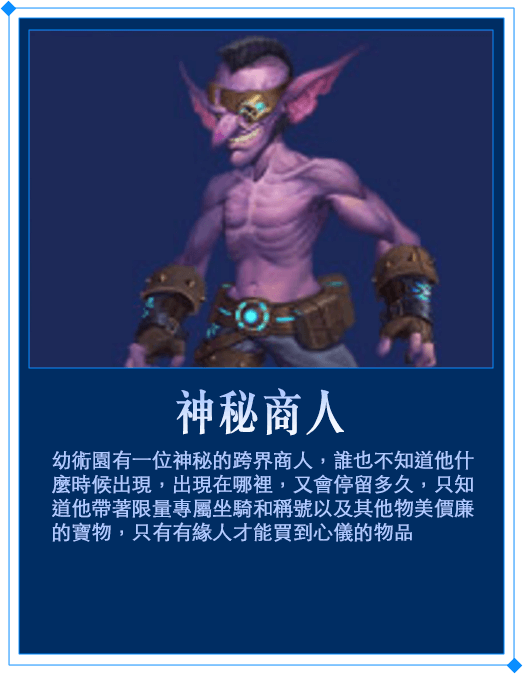 神秘商人
幼術園有一位神秘的跨界商人，誰也不知道他什
麼時候出現，出現在哪裡，又會停留多久，只知
道他帶著限量專屬坐騎和稱號以及其他物美價廉
的寶物，只有有緣人才能買到心儀的物品